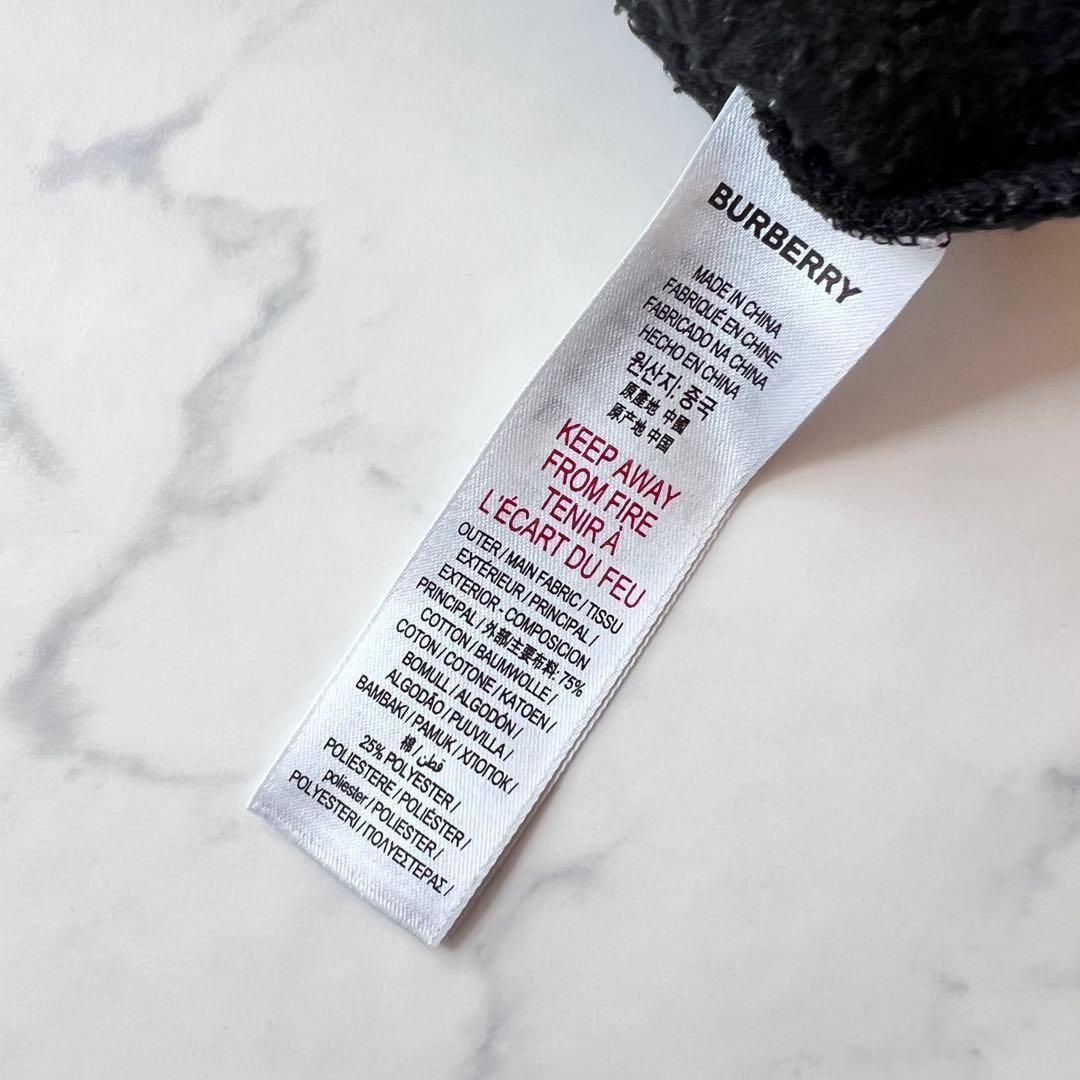 BURBERRY
MADE IN CHINA
FABRIQUÉ EN CHINE
FABRICADO NA CHINA
HECHO EN CHINA
원산지: 중국
原產地 中國
原产地 中国
KEEP AWAY
FROM FIRE
TENIR À
L'ÉCART DU FEU
OUTER / MAIN FABRIC / TISSU
EXTÉRIEUR / PRINCIPAL /
EXTERIOR - COMPOSICION
PRINCIPAL / 外部/主要布料: 75%
COTTON / BAUMWOLLE /
COTON / COTONE / KATOEN /
BOMULL / ALGODÓN /
ALGODÃO / PUUVILLA /
BAMBAKI / PAMUK / ХЛОПОК /
棉 / قطن
25% POLYESTER /
POLIESTERE / POLIÉSTER /
poliester / POLIESTER /
POLYESTERI / ΠΟΛΥΕΣΤΕΡΑΣ /